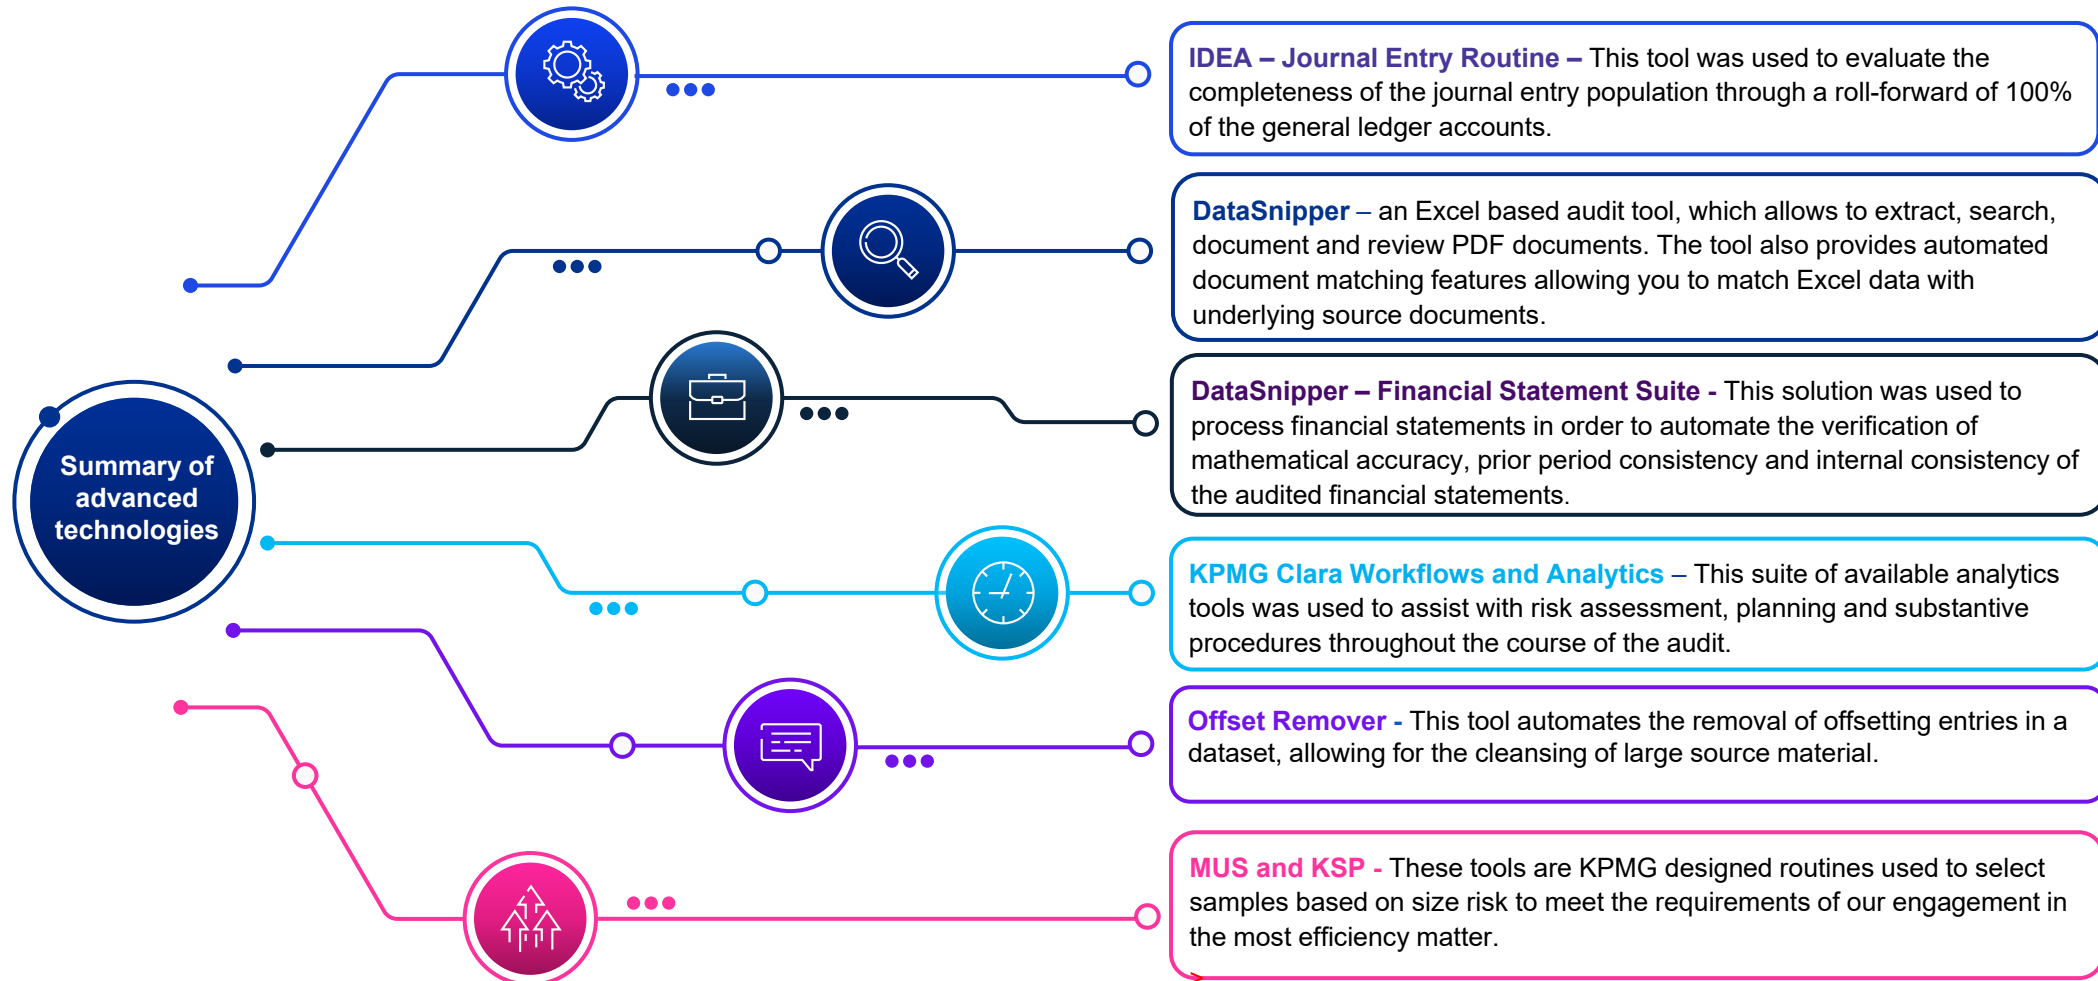 Summary of
advanced
technologies
IDEA – Journal Entry Routine – This tool was used to evaluate the
completeness of the journal entry population through a roll-forward of 100%
of the general ledger accounts.
DataSnipper – an Excel based audit tool, which allows to extract, search,
document and review PDF documents. The tool also provides automated
document matching features allowing you to match Excel data with
underlying source documents.
DataSnipper – Financial Statement Suite - This solution was used to
process financial statements in order to automate the verification of
mathematical accuracy, prior period consistency and internal consistency of
the audited financial statements.
KPMG Clara Workflows and Analytics – This suite of available analytics
tools was used to assist with risk assessment, planning and substantive
procedures throughout the course of the audit.
Offset Remover - This tool automates the removal of offsetting entries in a
dataset, allowing for the cleansing of large source material.
MUS and KSP - These tools are KPMG designed routines used to select
samples based on size risk to meet the requirements of our engagement in
the most efficiency matter.
>